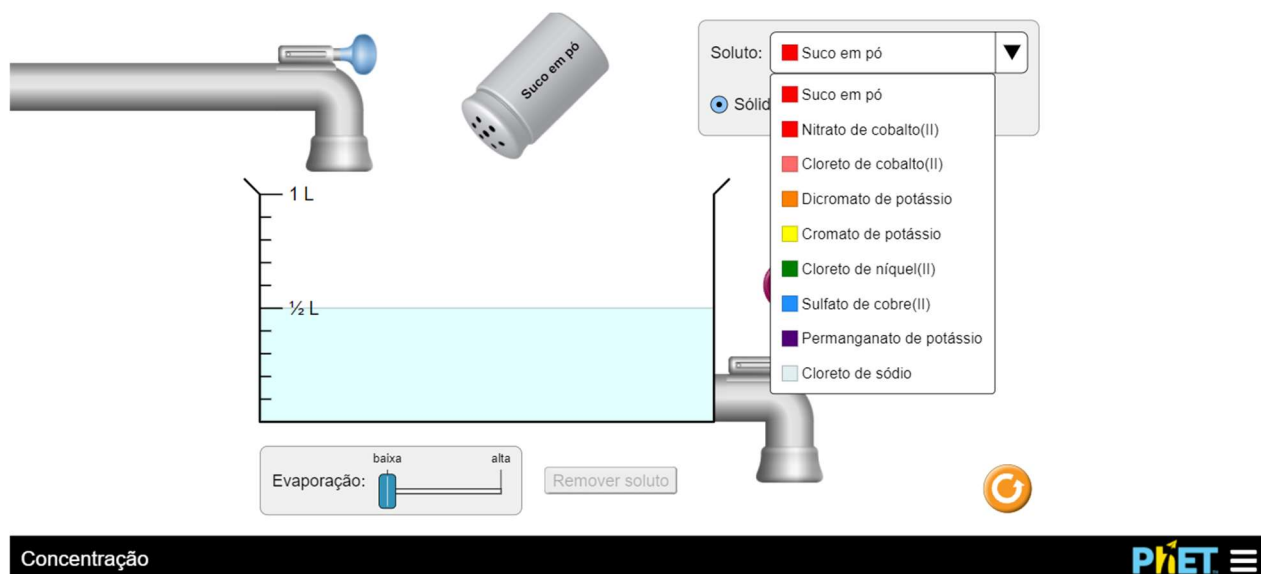 Suco em pó
Soluto:
Suco em pó
Sólid
Suco em pó
Nitrato de cobalto(II)
Cloreto de cobalto(II)
Dicromato de potássio
Cromato de potássio
Cloreto de níquel(II)
Sulfato de cobre(II)
Permanganato de potássio
Cloreto de sódio
1 L
½ L
Evaporação:
baixa
alta
Remover soluto
Concentração
PhET